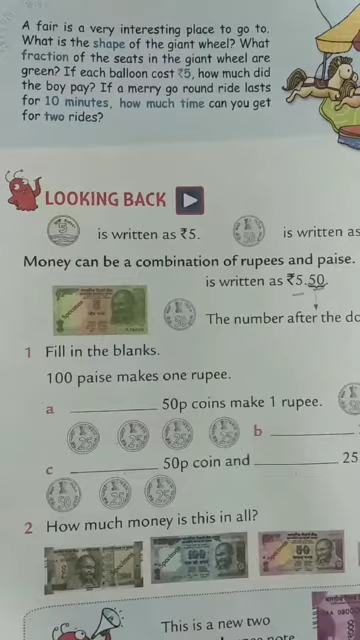 A fair is a very interesting place to go to.
What is the shape of the giant wheel? What
fraction of the seats in the giant wheel are
green? If each balloon cost ₹5, how much did
the boy pay? If a merry go round ride lasts
for 10 minutes, how much time can you get
for two rides?
LOOKING BACK
is written as ₹5. is written as
Money can be a combination of rupees and paise.
is written as ₹5.50.
The number after the
1 Fill in the blanks.
100 paise makes one rupee.
a ________ 50p coins make 1 rupee.
b ________
c ________ 50p coin and ________ 25
2 How much money is this in all?
This is a new two